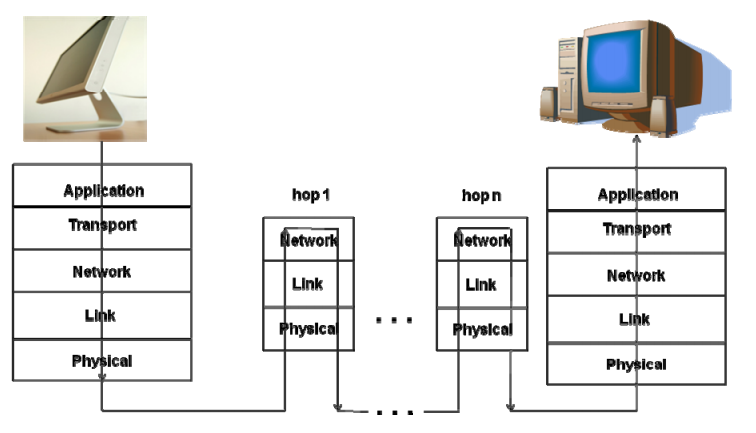 Application
Transport
Network
Link
Physical
hop 1
Network
Link
Physical
...
...
hop n
Network
Link
Physical
Application
Transport
Network
Link
Physical